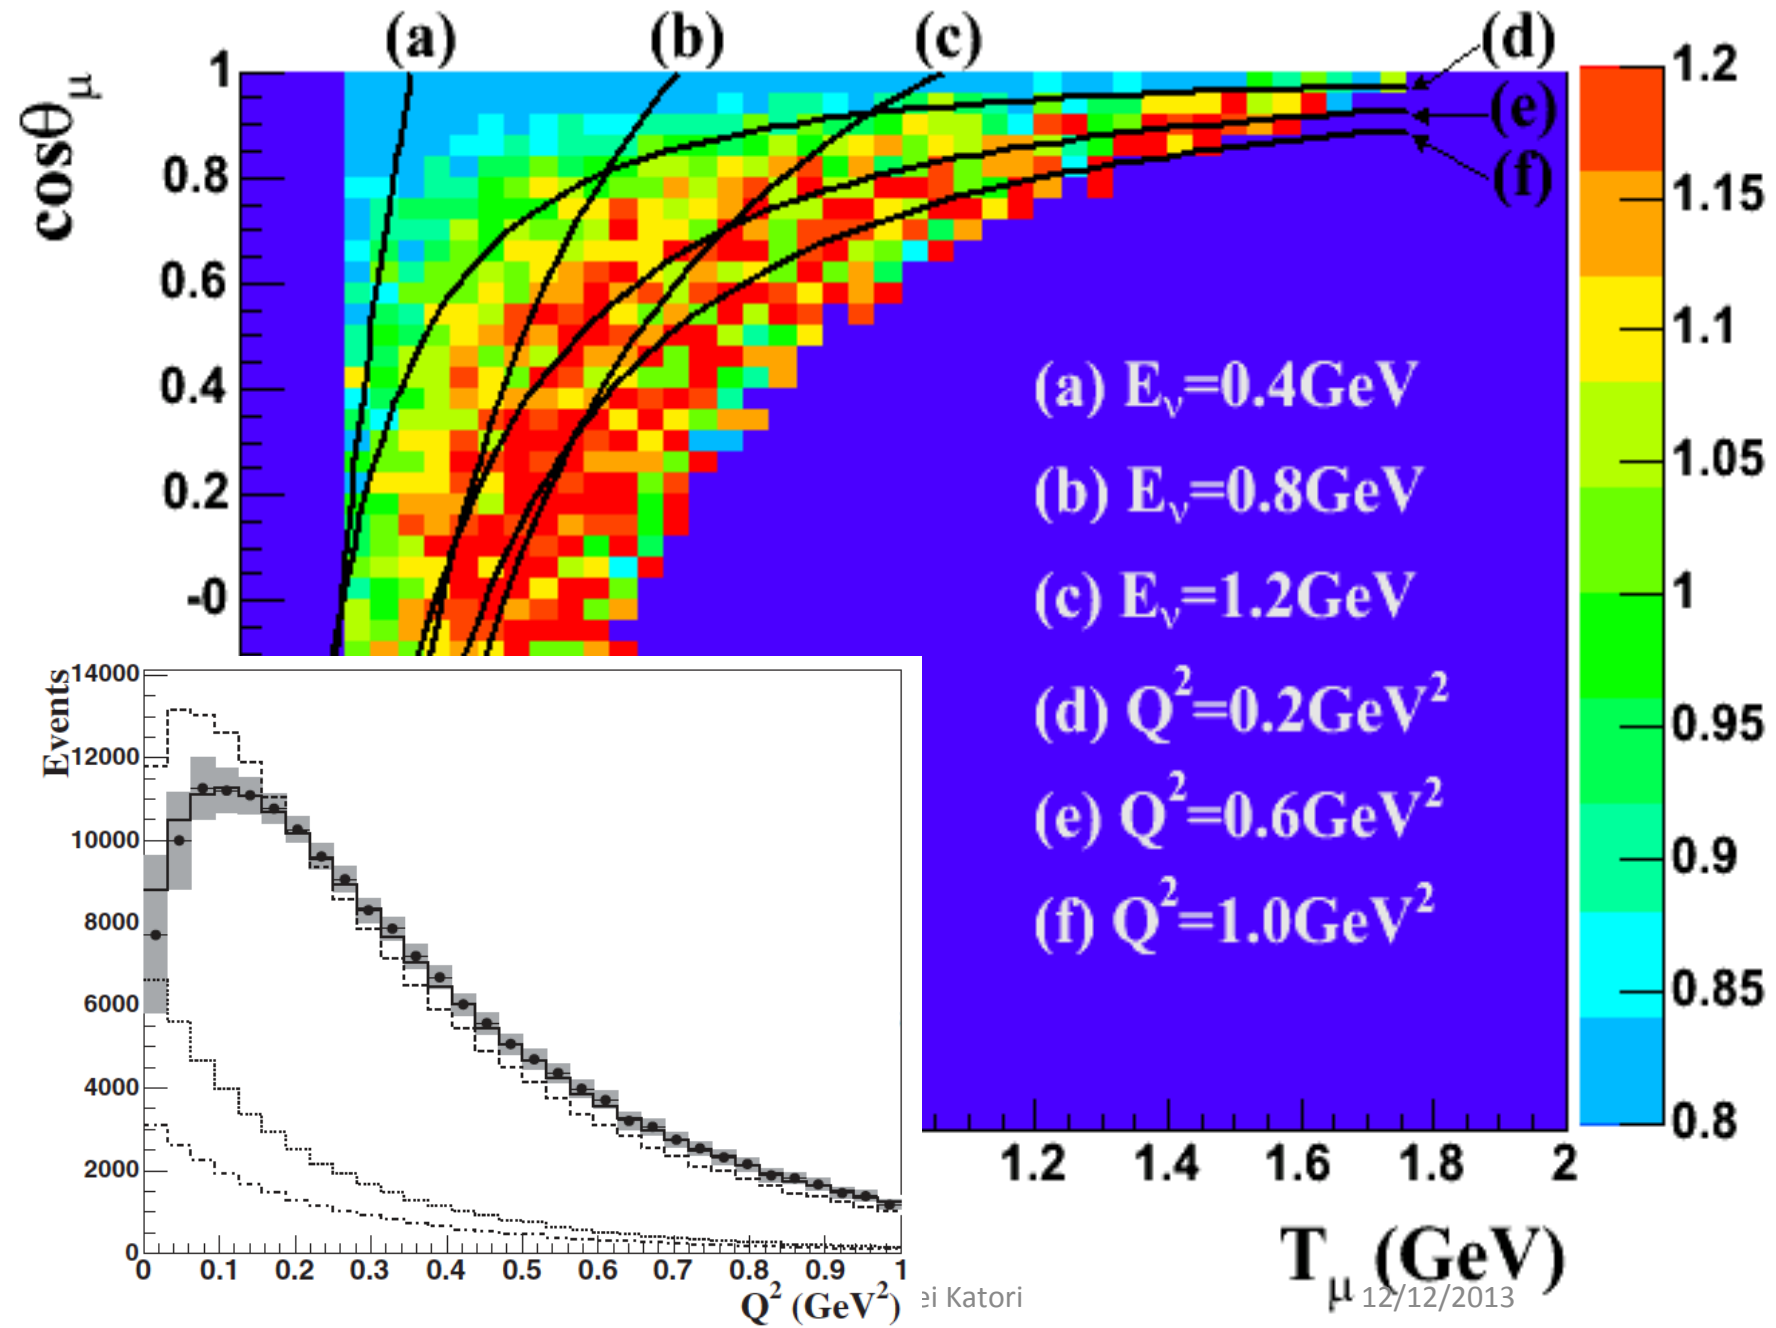 (a) (b) (c) (d)
(e)
(f)
cosθμ
1
0.8
0.6
0.4
0.2
-0
1.2
1.15
1.1
1.05
1
0.95
0.9
0.85
0.8
(a) Eν=0.4GeV
(b) Eν=0.8GeV
(c) Eν=1.2GeV
(d) Q²=0.2GeV²
(e) Q²=0.6GeV²
(f) Q²=1.0GeV²
1.2 1.4 1.6 1.8 2
Tμ (GeV)
Events
14000
12000
10000
8000
6000
4000
2000
0
0 0.1 0.2 0.3 0.4 0.5 0.6 0.7 0.8 0.9 1
Q² (GeV²)
ei Katori
12/12/2013